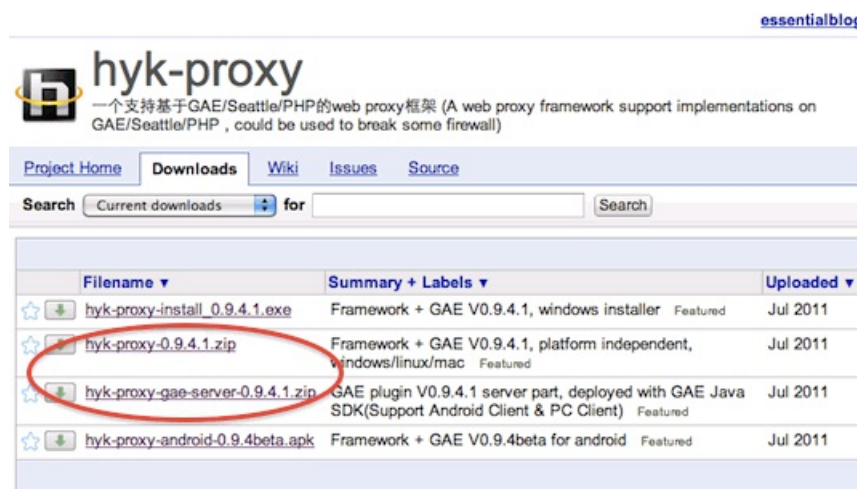 essentialblog
hyk-proxy
一个支持基于GAE/Seattle/PHP的web proxy框架 (A web proxy framework support implementations on
GAE/Seattle/PHP , could be used to break some firewall)
Project Home Downloads Wiki Issues Source
Search Current downloads for Search
Filename ▼ Summary + Labels ▼ Uploaded ▼
hyk-proxy-install_0.9.4.1.exe Framework + GAE V0.9.4.1, windows installer Featured Jul 2011
hyk-proxy-0.9.4.1.zip Framework + GAE V0.9.4.1, platform independent, Jul 2011
windows/linux/mac Featured
hyk-proxy-gae-server-0.9.4.1.zip GAE plugin V0.9.4.1 server part, deployed with GAE Java Jul 2011
SDK(Support Android Client & PC Client) Featured
hyk-proxy-android-0.9.4beta.apk Framework + GAE V0.9.4beta for android Featured Jul 2011